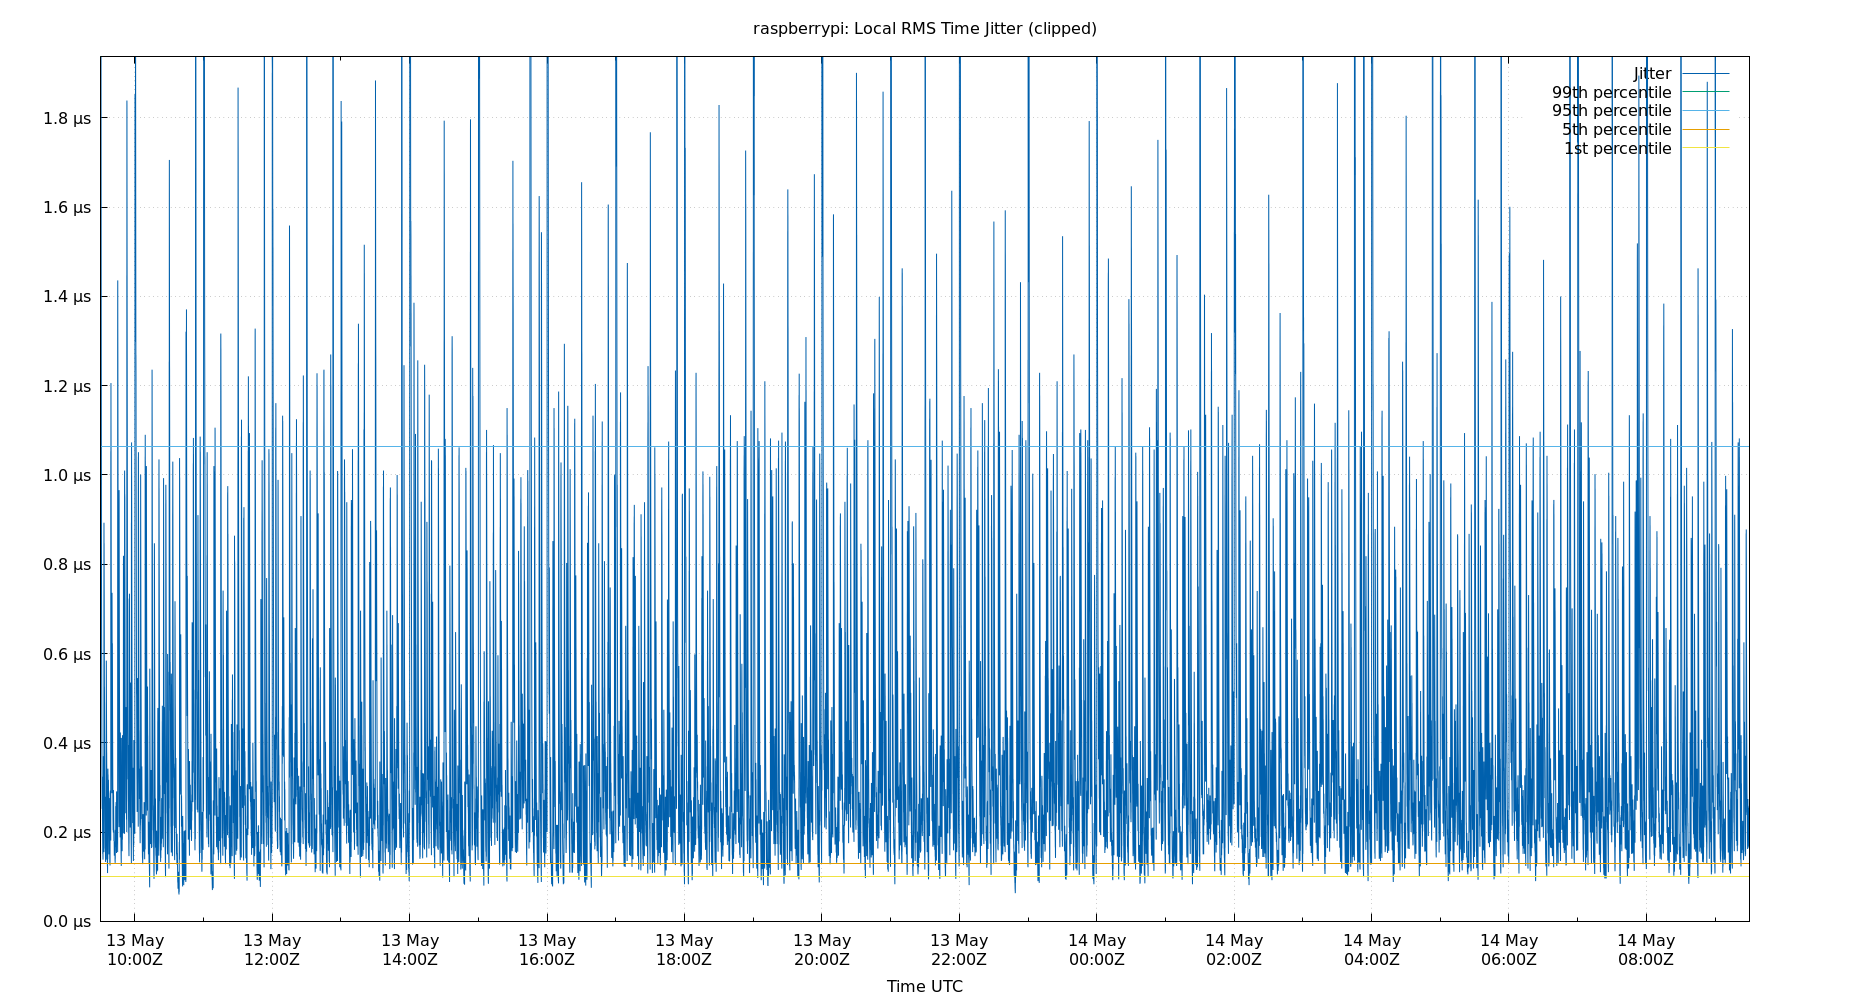 raspberrypi: Local RMS Time Jitter (clipped)
Jitter
99th percentile
95th percentile
5th percentile
1st percentile
1.8 µs
1.6 µs
1.4 µs
1.2 µs
1.0 µs
0.8 µs
0.6 µs
0.4 µs
0.2 µs
0.0 µs
13 May 13 May 13 May 13 May 13 May 13 May 13 May 14 May 14 May 14 May 14 May 14 May
10:00Z 12:00Z 14:00Z 16:00Z 18:00Z 20:00Z 22:00Z 00:00Z 02:00Z 04:00Z 06:00Z 08:00Z
Time UTC